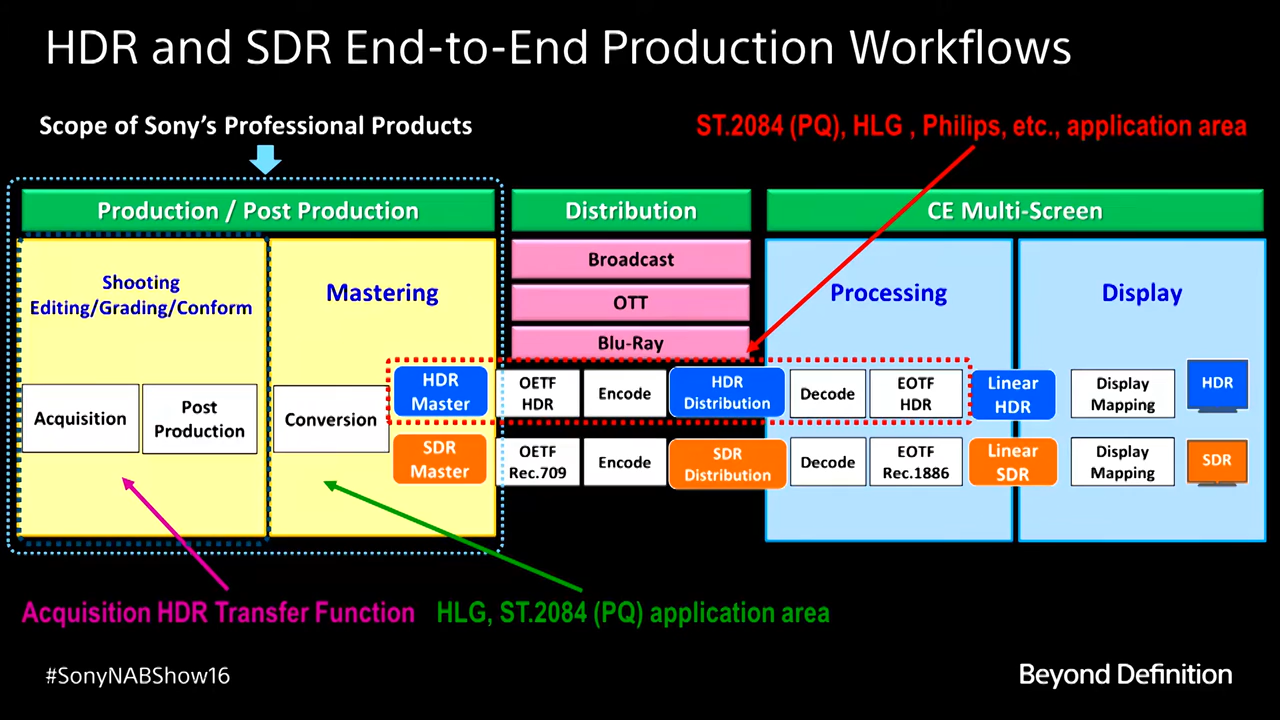 HDR and SDR End-to-End Production Workflows
Scope of Sony's Professional Products
ST.2084 (PQ), HLG , Philips, etc., application area
Production / Post Production
Distribution
CE Multi-Screen
Shooting
Editing/Grading/Conform
Mastering
Broadcast
OTT
Blu-Ray
Processing
Display
Acquisition
Post
Production
Conversion
HDR
Master
OETF
HDR
Encode
HDR
Distribution
Decode
EOTF
HDR
Linear
HDR
Display
Mapping
HDR
SDR
Master
OETF
Rec.709
Encode
SDR
Distribution
Decode
EOTF
Rec.1886
Linear
SDR
Display
Mapping
SDR
Acquisition HDR Transfer Function
HLG, ST.2084 (PQ) application area
#SonyNABShow16
Beyond Definition